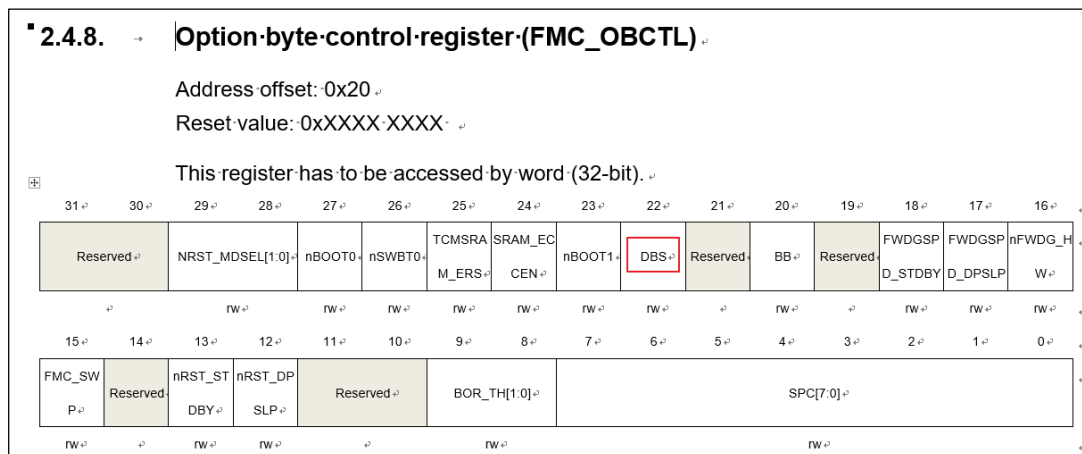 2.4.8. Option byte control register (FMC_OBCTL)
Address offset: 0x20
Reset value: 0xXXXX XXXX
This register has to be accessed by word (32-bit).
31 30 29 28 27 26 25 24 23 22 21 20 19 18 17 16
Reserved NRST_MDSEL[1:0] nBOOT0 nSWBT0 TCMSRA SRAM_EC nBOOT1 DBS Reserved BB Reserved FWDGSP FWDGSP nFWDG_H
M_ERS CEN D_STDBY D_DPSLP W
rw rw rw rw rw rw rw rw rw rw rw
15 14 13 12 11 10 9 8 7 6 5 4 3 2 1 0
FMC_SW Reserved nRST_ST nRST_DP Reserved BOR_TH[1:0] SPC[7:0]
P DBY SLP
rw rw rw rw rw